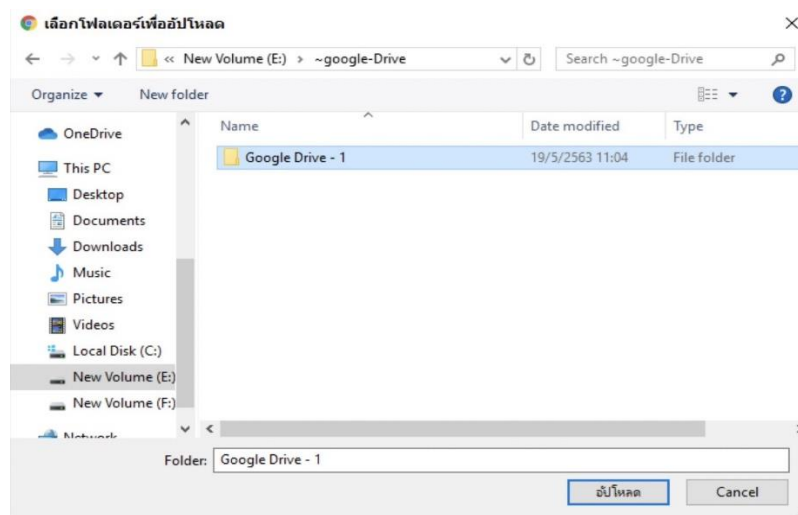 เลือกโฟลเดอร์เพื่ออัปโหลด
« New Volume (E:) > ~google-Drive
Search ~google-Drive
Organize
New folder
Name
Date modified
Type
OneDrive
This PC
Desktop
Documents
Downloads
Music
Pictures
Videos
Local Disk (C:)
New Volume (E:)
New Volume (F:)
Network
Google Drive - 1
19/5/2563 11:04
File folder
Folder: Google Drive - 1
อัปโหลด
Cancel